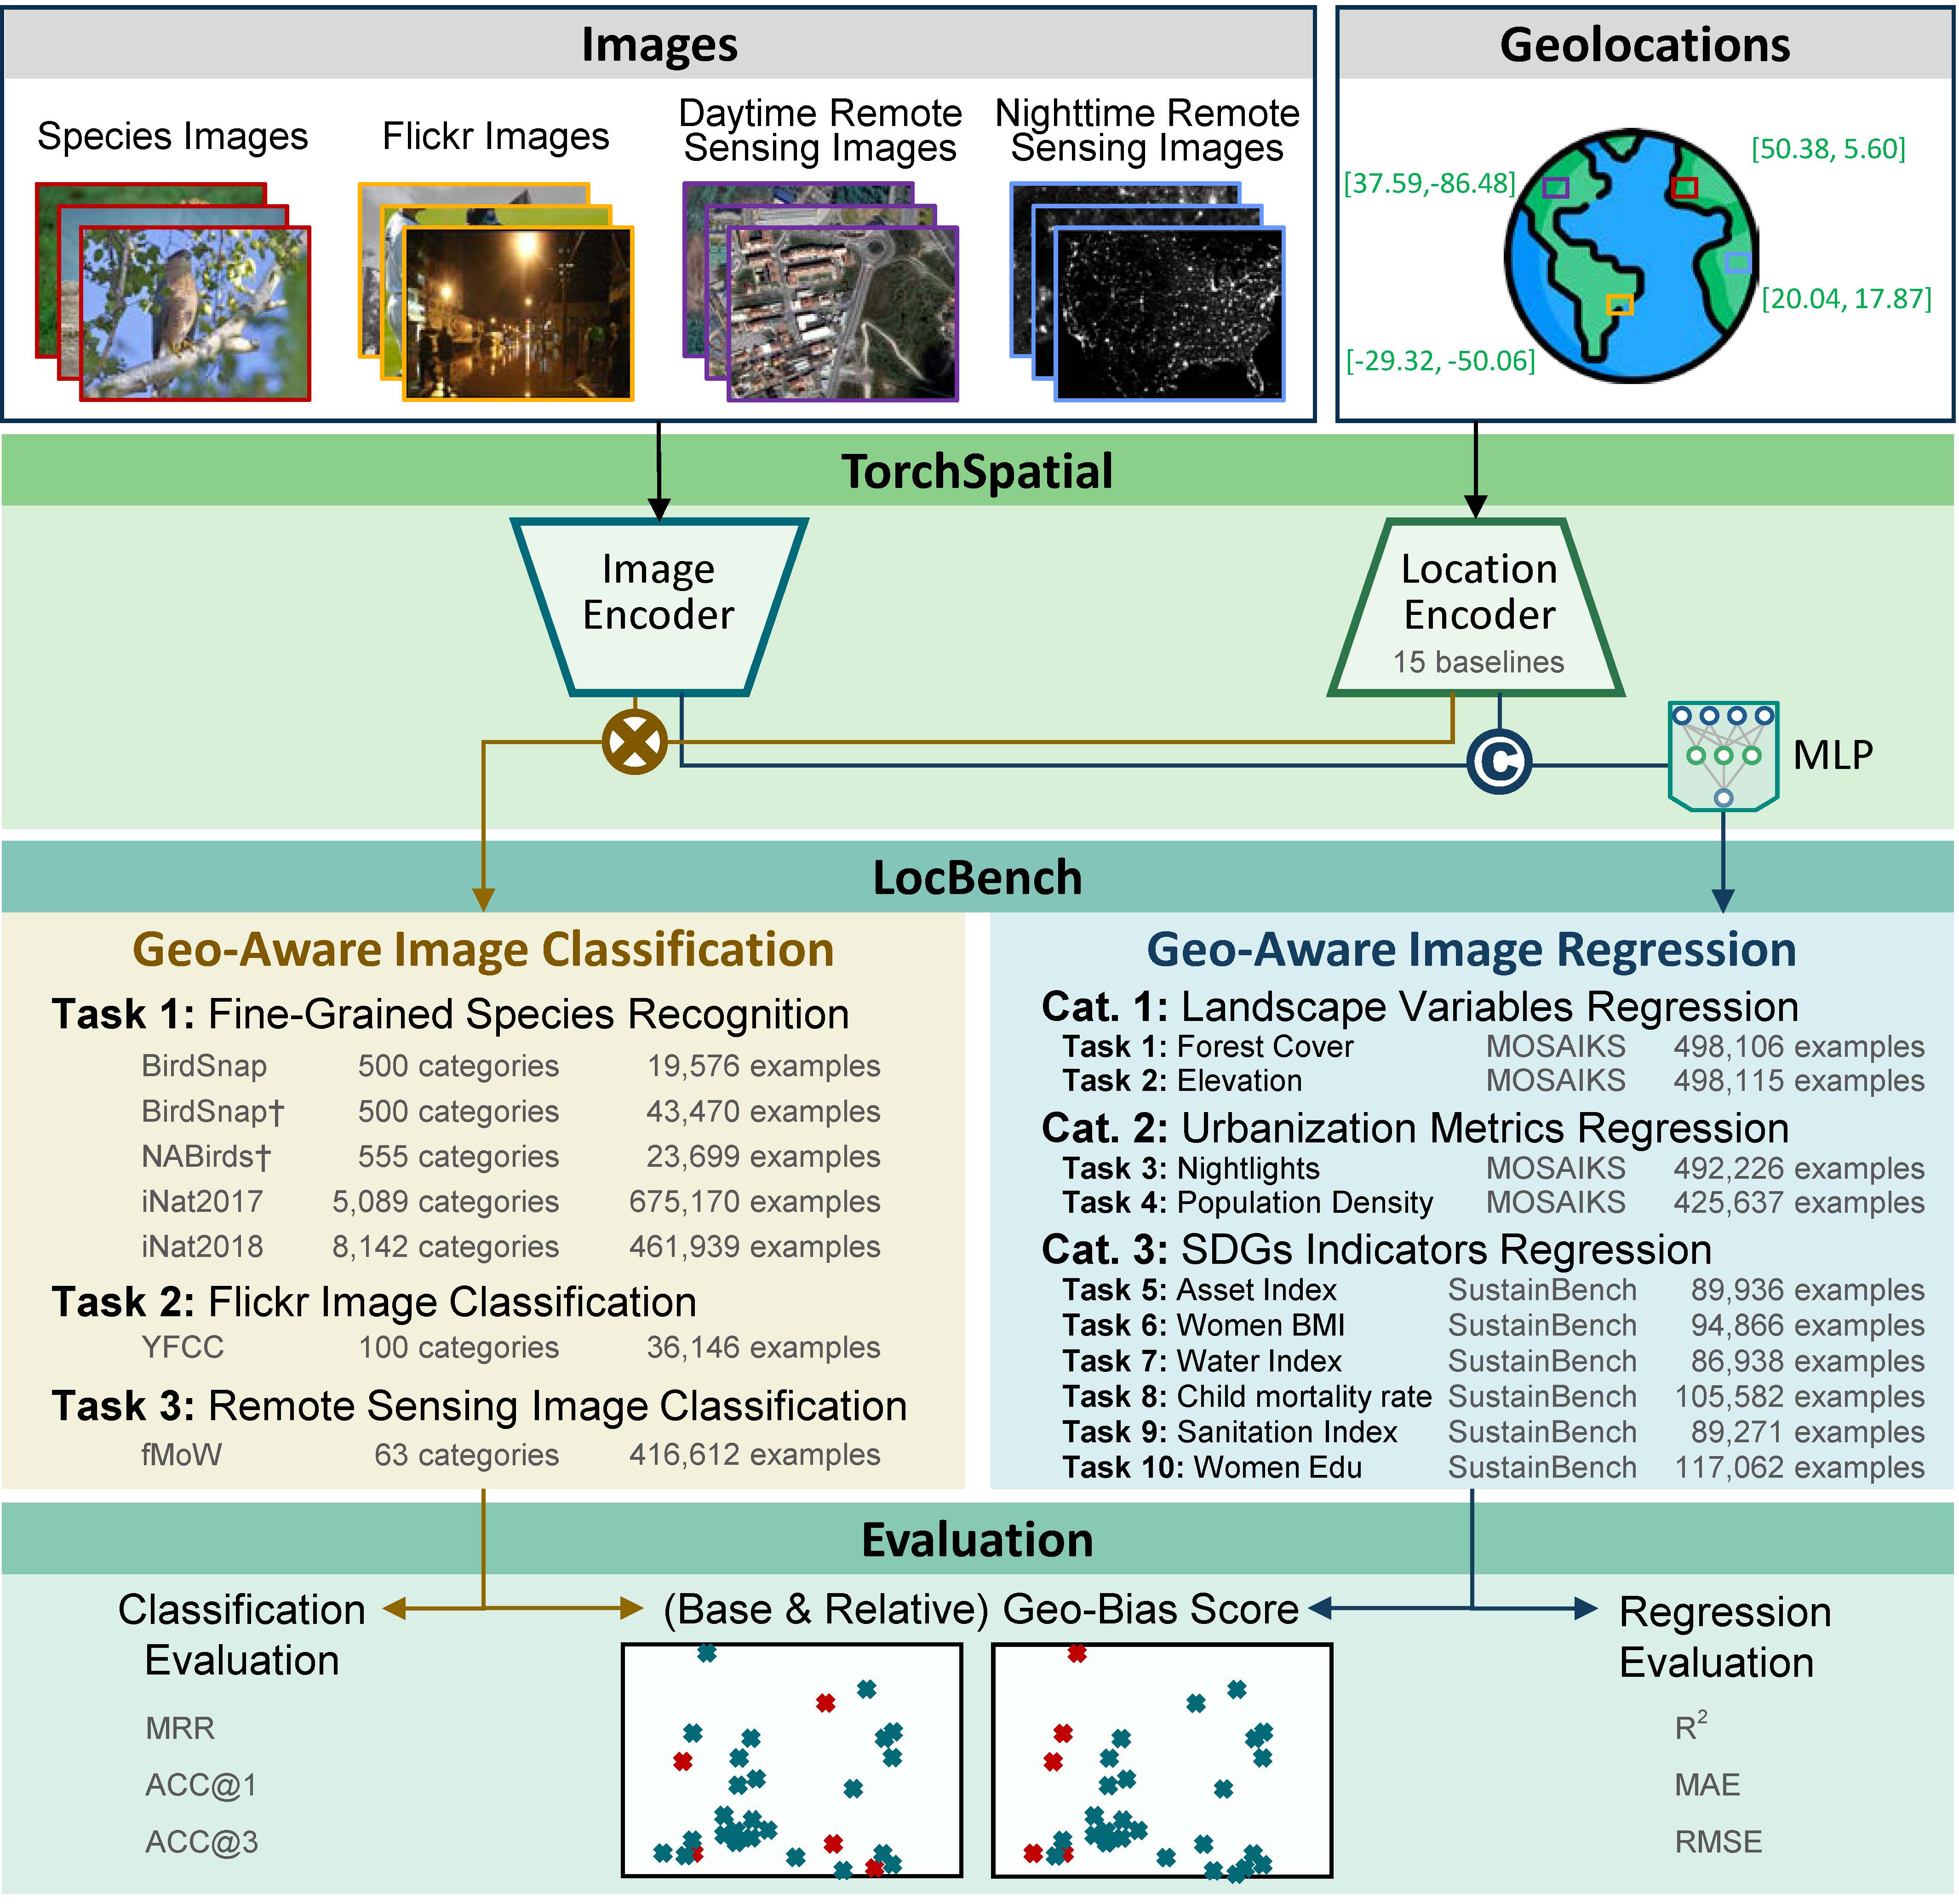 Images
Geolocations
Species Images
Flickr Images
Daytime Remote
Sensing Images
Nighttime Remote
Sensing Images
[50.38, 5.60]
[37.59,-86.48]
[20.04, 17.87]
[-29.32, -50.06]
TorchSpatial
Image
Encoder
Location
Encoder
15 baselines
C
MLP
LocBench
Geo-Aware Image Classification
Task 1: Fine-Grained Species Recognition
BirdSnap 500 categories 19,576 examples
BirdSnap† 500 categories 43,470 examples
NABirds† 555 categories 23,699 examples
iNat2017 5,089 categories 675,170 examples
iNat2018 8,142 categories 461,939 examples
Task 2: Flickr Image Classification
YFCC 100 categories 36,146 examples
Task 3: Remote Sensing Image Classification
fMoW 63 categories 416,612 examples
Geo-Aware Image Regression
Cat. 1: Landscape Variables Regression
Task 1: Forest Cover MOSAIKS 498,106 examples
Task 2: Elevation MOSAIKS 498,115 examples
Cat. 2: Urbanization Metrics Regression
Task 3: Nightlights MOSAIKS 492,226 examples
Task 4: Population Density MOSAIKS 425,637 examples
Cat. 3: SDGs Indicators Regression
Task 5: Asset Index SustainBench 89,936 examples
Task 6: Women BMI SustainBench 94,866 examples
Task 7: Water Index SustainBench 86,938 examples
Task 8: Child mortality rate SustainBench 105,582 examples
Task 9: Sanitation Index SustainBench 89,271 examples
Task 10: Women Edu SustainBench 117,062 examples
Evaluation
Classification
Evaluation
MRR
ACC@1
ACC@3
(Base & Relative) Geo-Bias Score
Regression
Evaluation
R²
MAE
RMSE